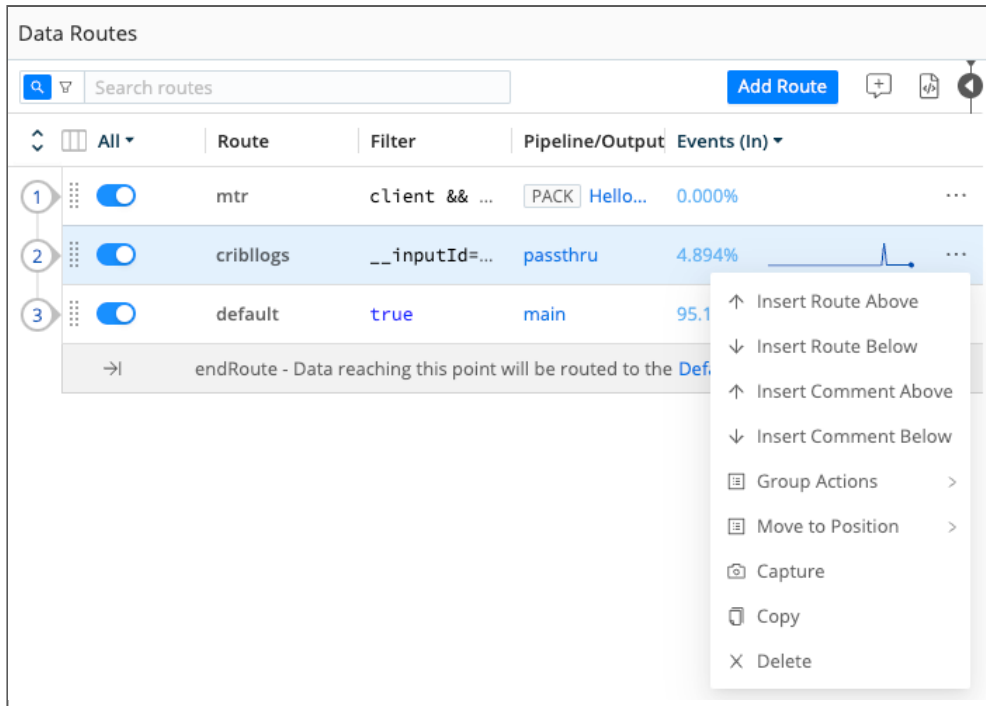 Data Routes
Search routes
Add Route
All Route Filter Pipeline/Output Events (In)
1 mtr client && ... PACK Hello... 0.000% ...
2 cribllogs __inputId=... passthru 4.894% ...
3 default true main 95.1
endRoute - Data reaching this point will be routed to the Defa
Insert Route Above
Insert Route Below
Insert Comment Above
Insert Comment Below
Group Actions
Move to Position
Capture
Copy
Delete